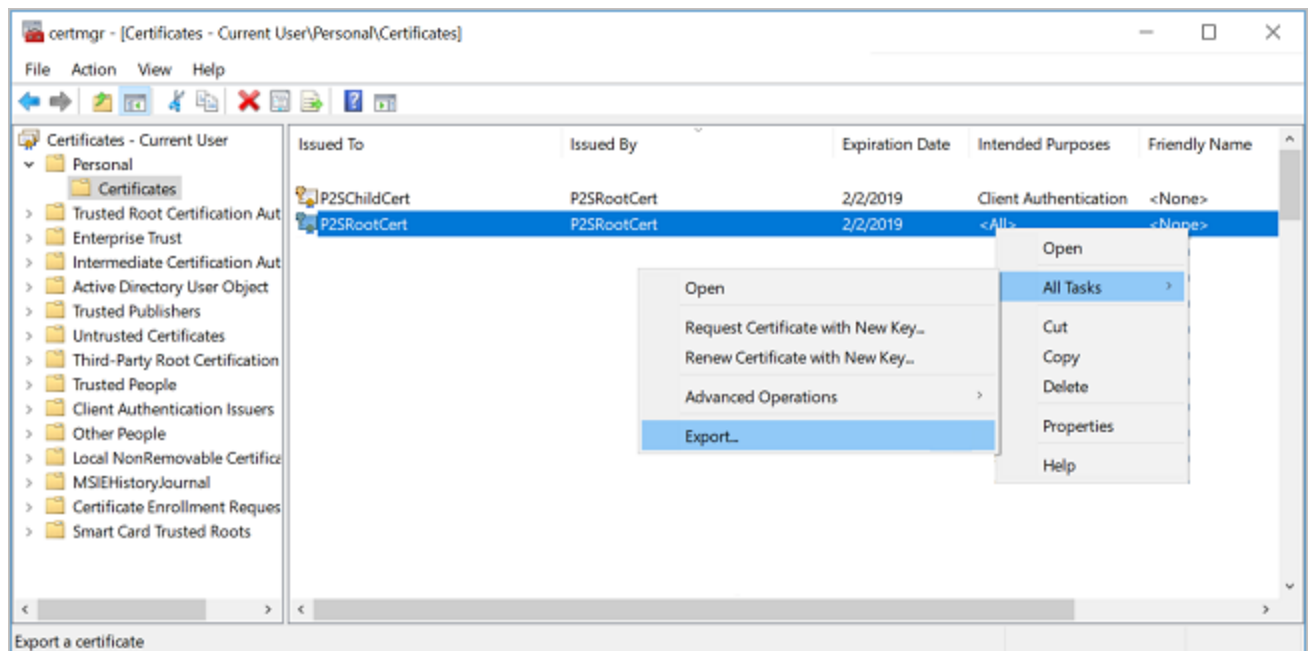 certmgr - [Certificates - Current User\Personal\Certificates]
File Action View Help
Certificates - Current User
Personal
Certificates
Trusted Root Certification Aut
Enterprise Trust
Intermediate Certification Aut
Active Directory User Object
Trusted Publishers
Untrusted Certificates
Third-Party Root Certification
Trusted People
Client Authentication Issuers
Other People
Local NonRemovable Certifica
MSIEHistoryJournal
Certificate Enrollment Reques
Smart Card Trusted Roots
Issued To Issued By Expiration Date Intended Purposes Friendly Name
P2SChildCert P2SRootCert 2/2/2019 Client Authentication <None>
P2SRootCert P2SRootCert 2/2/2019 <All> <None>
Open
All Tasks
Cut
Copy
Delete
Properties
Help
Open
Request Certificate with New Key...
Renew Certificate with New Key...
Advanced Operations
Export...
Export a certificate